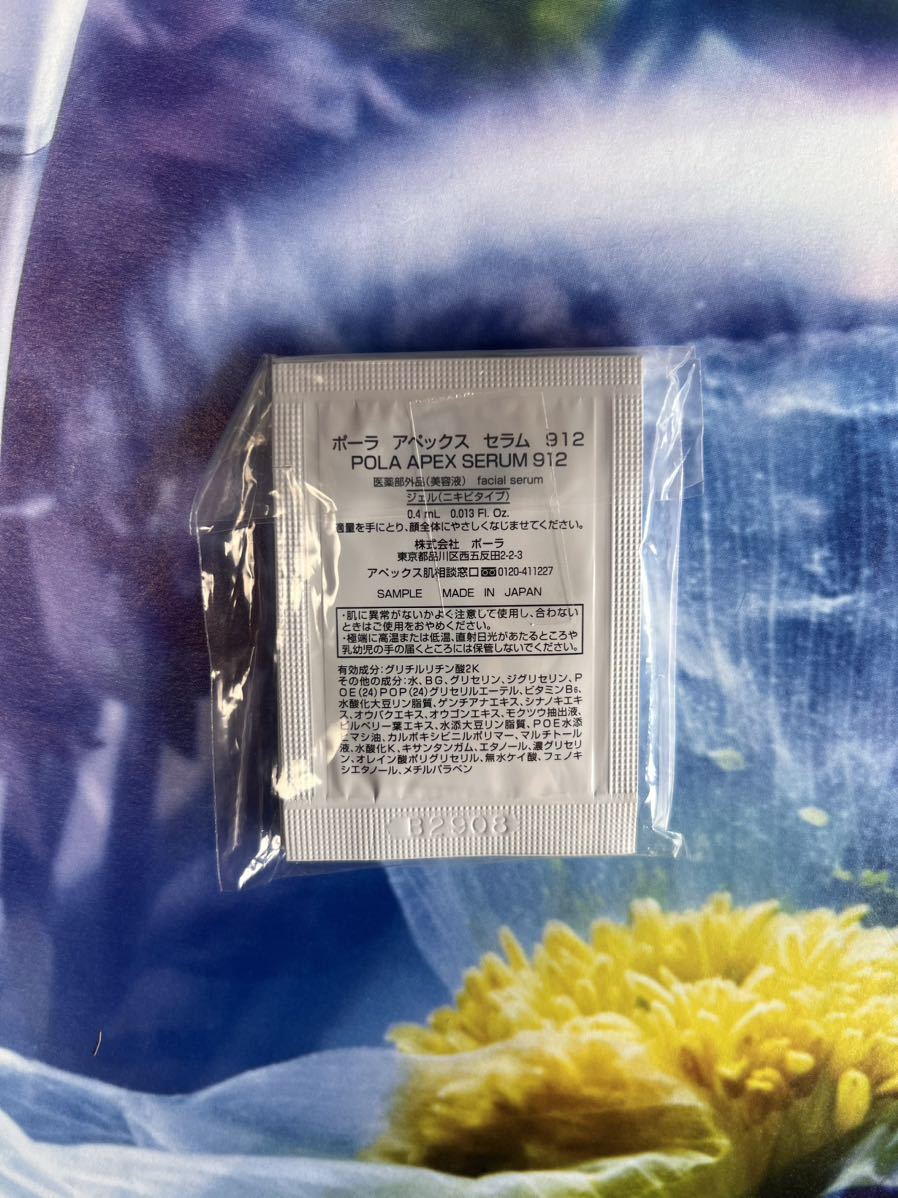 ポーラ アペックス セラム 912
POLA APEX SERUM 912
医薬部外品(美容液) facial serum
ジェル(ニキビタイプ)
0.4 mL 0.013 Fl. Oz.
適量を手にとり、顔全体にやさしくなじませてください。
株式会社 ポーラ
東京都品川区西五反田2-2-3
アペックス肌相談窓口 0120-411227
SAMPLE MADE IN JAPAN
・肌に異常がないかよく注意して使用し、合わない
ときはご使用をおやめください。
・極端に高温または低温、直射日光があたるところや
乳幼児の手の届くところには保管しないでください。
有効成分:グリチルリチン酸2K
その他の成分:水、BG、グリセリン、ジグリセリン、P
OE(24)POP(24)グリセリルエーテル、ビタミンB6、
水酸化大豆リン脂質、ゲンチアナエキス、シナノキエキ
ス、オウバクエキス、オウゴンエキス、モクツウ抽出液、
ビルベリー葉エキス、水添大豆リン脂質、POE水添
ヒマシ油、カルボキシビニルポリマー、マルチトール
液、水酸化K、キサンタンガム、エタノール、濃グリセリ
ン、オレイン酸ポリグリセリル、無水ケイ酸、フェノキ
シエタノール、メチルパラベン
B2908